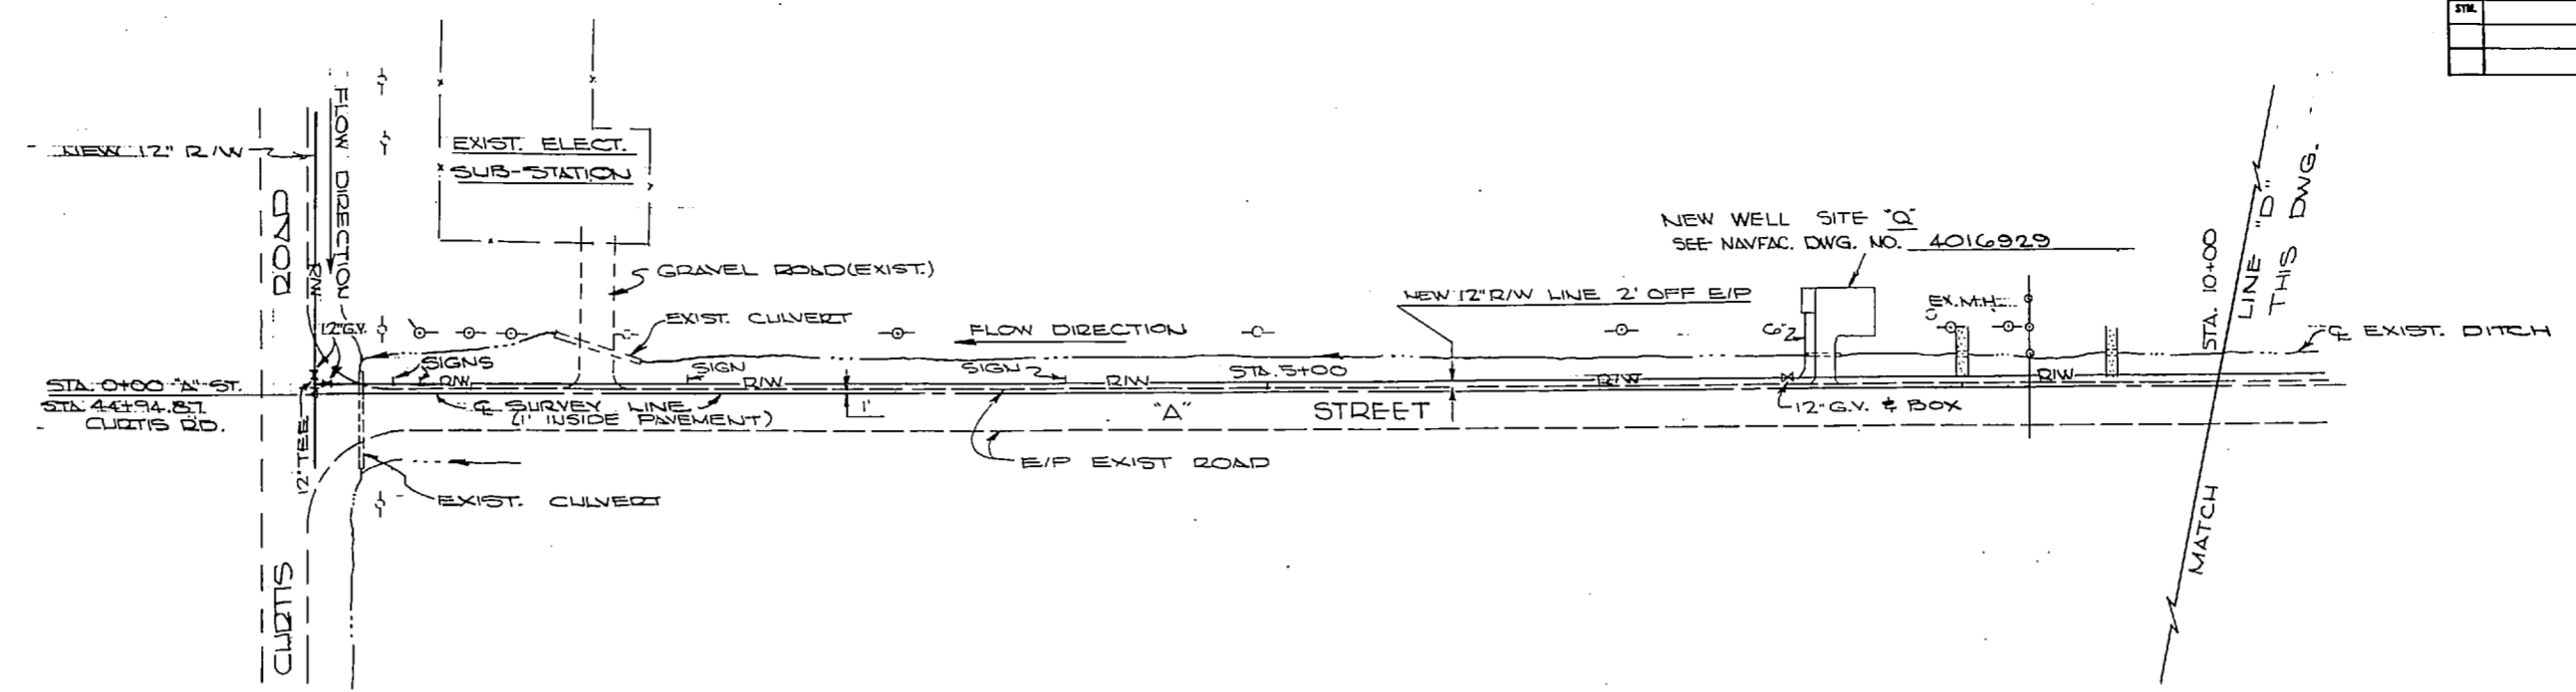 STM.
NEW 12" R/W
ROAD
R/W
FLOW DIRECTION
EXIST. ELECT.
SUB-STATION
GRAVEL ROAD (EXIST.)
EXIST. CULVERT
12" G.V.
SIGNS
R/W
SIGN
R/W
FLOW DIRECTION
SIGN
R/W
STA. 5+00
NEW 12" R/W LINE 2' OFF E/P
NEW WELL SITE "Q"
SEE NAVFAC. DWG. NO. 4016929
6"
EX. M.H.
R/W
R/W
12" G.V. & BOX
STA. 10+00
MATCH LINE "D"
THIS DWG.
℄ EXIST. DITCH
STA. 0+00 "A" ST.
STA. 44+94.87
CURTIS RD.
12" TEE
℄ SURVEY LINE
(1' INSIDE PAVEMENT)
1'
"A" STREET
E/P EXIST ROAD
EXIST. CULVERT
CURTIS